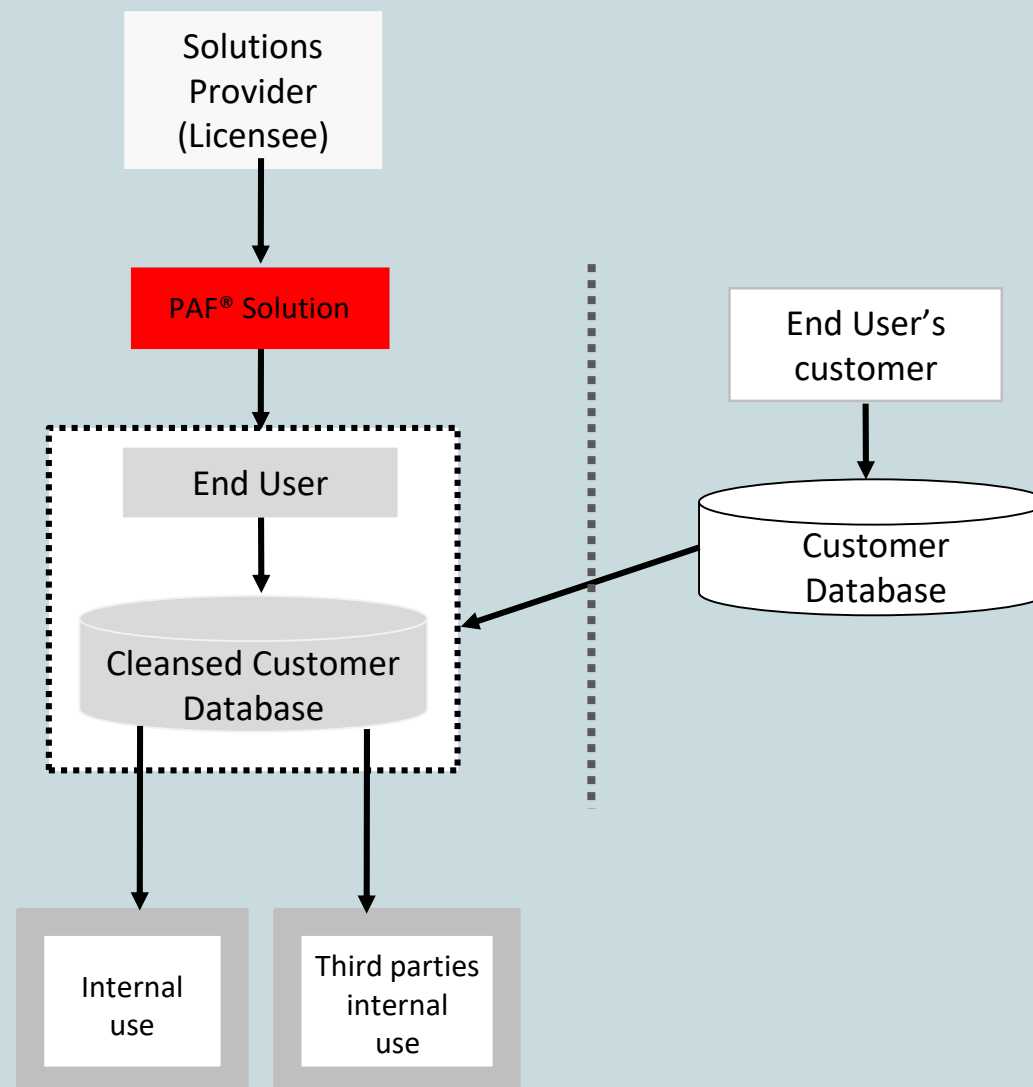 Solutions
Provider
(Licensee)
PAF® Solution
End User’s
customer
End User
Customer
Database
Cleansed Customer
Database
Internal
use
Third parties
internal
use